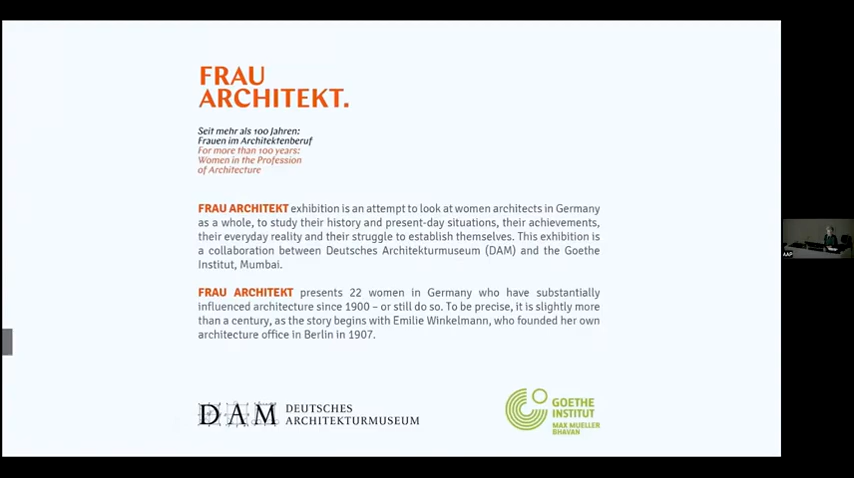 FRAU
ARCHITEKT.
Seit mehr als 100 Jahren:
Frauen im Architektenberuf
For more than 100 years:
Women in the Profession
of Architecture
FRAU ARCHITEKT exhibition is an attempt to look at women architects in Germany
as a whole, to study their history and present-day situations, their achievements,
their everyday reality and their struggle to establish themselves. This exhibition is
a collaboration between Deutsches Architekturmuseum (DAM) and the Goethe
Institut, Mumbai.
FRAU ARCHITEKT presents 22 women in Germany who have substantially
influenced architecture since 1900 – or still do so. To be precise, it is slightly more
than a century, as the story begins with Emilie Winkelmann, who founded her own
architecture office in Berlin in 1907.
DAM DEUTSCHES
ARCHITEKTURMUSEUM
GOETHE
INSTITUT
MAX MUELLER
BHAVAN
AAP